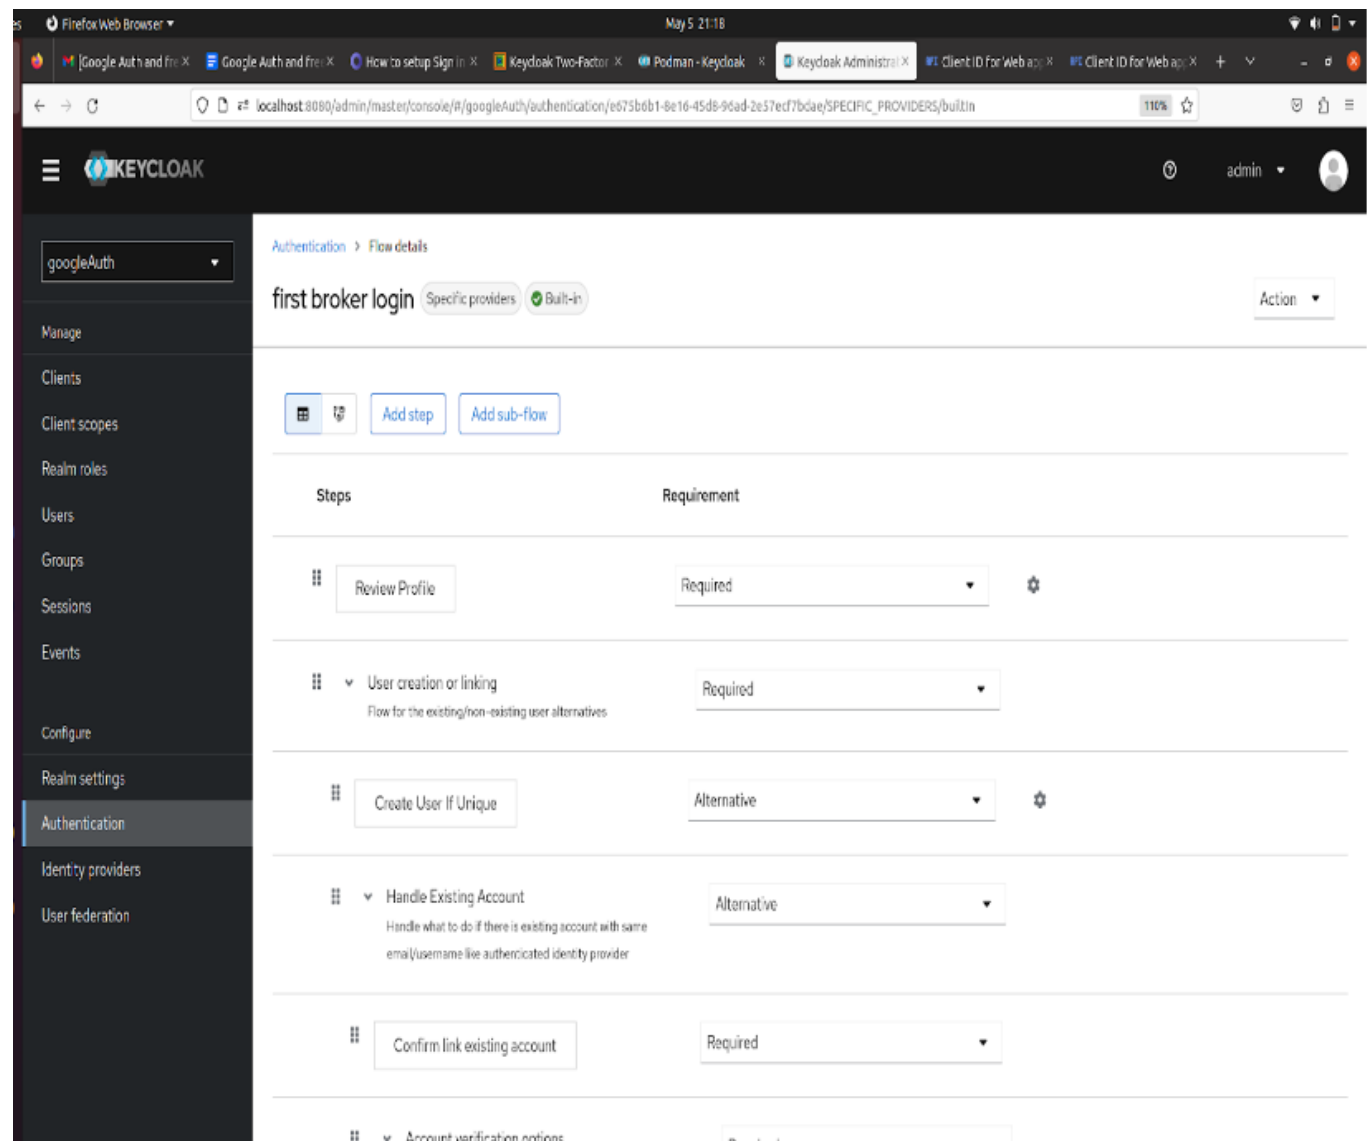 es Firefox Web Browser May 5 21:18
[Google Auth and fre × Google Auth and free × How to setup Sign in × Keycloak Two-Factor × Podman - Keycloak × Keycloak Administrat × Client ID for Web app × Client ID for Web app × +
localhost:8080/admin/master/console/#/googleAuth/authentication/e675b6b1-8e16-45d8-96ad-2e57ecf7bdae/SPECIFIC_PROVIDERS/builtIn 110%
KEYCLOAK admin
googleAuth
Manage
Clients
Client scopes
Realm roles
Users
Groups
Sessions
Events
Configure
Realm settings
Authentication
Identity providers
User federation
Authentication > Flow details
first broker login Specific providers Built-in Action
Add step Add sub-flow
Steps Requirement
Review Profile Required
User creation or linking Required
Flow for the existing/non-existing user alternatives
Create User If Unique Alternative
Handle Existing Account Alternative
Handle what to do if there is existing account with same
email/username like authenticated identity provider
Confirm link existing account Required
Account verification options